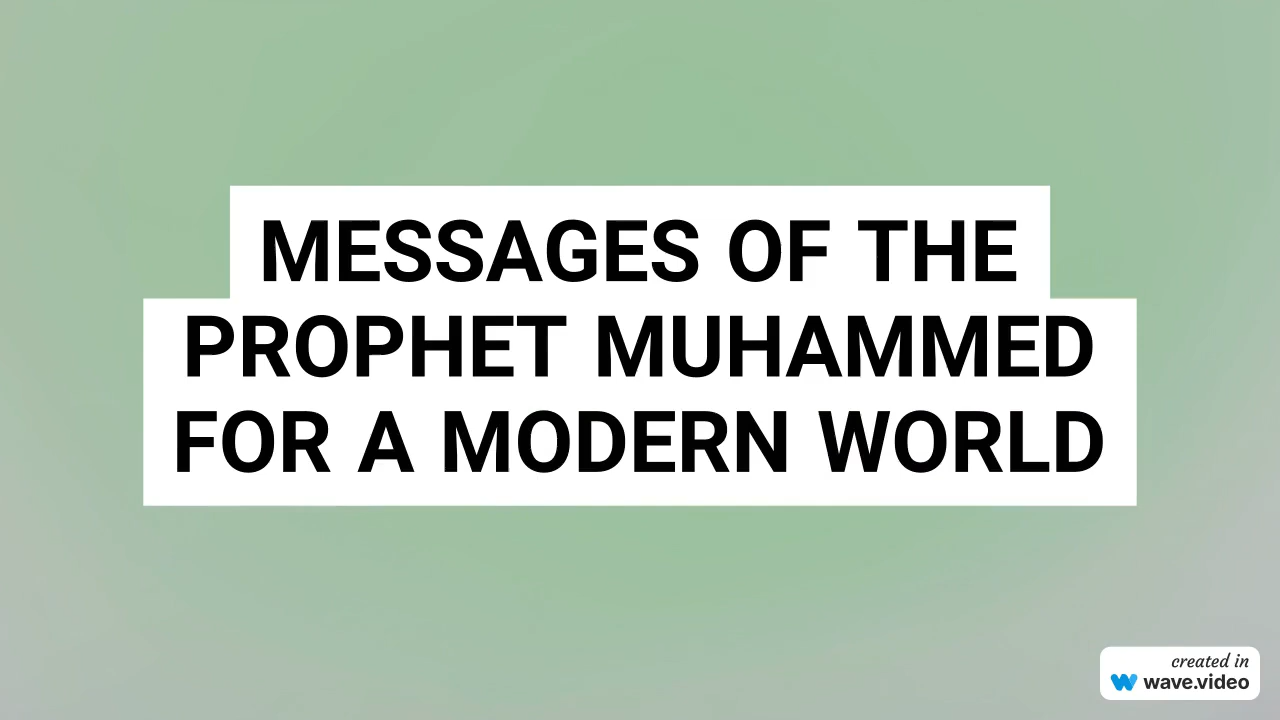 MESSAGES OF THE
PROPHET MUHAMMED
FOR A MODERN WORLD
created in
wave.video